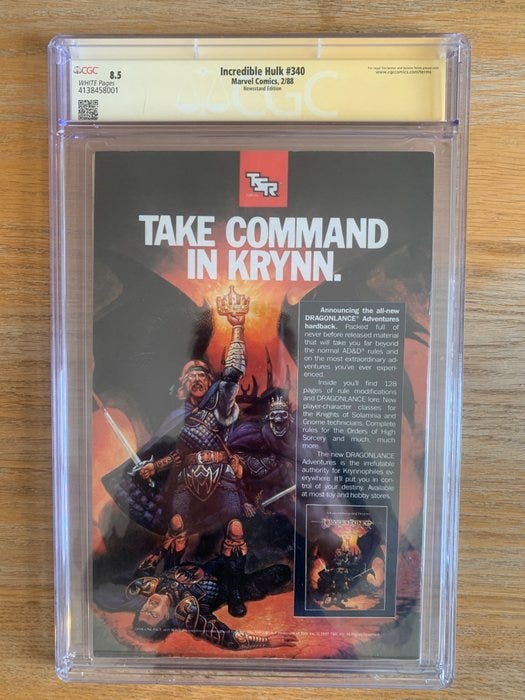 CGC 8.5
WHITE Pages
4138458001
Incredible Hulk #340
Marvel Comics, 2/88
Newsstand Edition
www.cgccomics.com/terms
CGC
TSR
TAKE COMMAND
IN KRYNN.
Announcing the all-new
DRAGONLANCE® Adventures
hardback. Packed full of
never before released material
that will take you far beyond
the normal AD&D® rules and
on the most extraordinary ad-
ventures you've ever experi-
enced.
Inside you'll find 128
pages of rule modifications
and DRAGONLANCE lore: New
player-character classes for
the Knights of Solamnia and
Gnome technicians. Complete
rules for the Orders of High
Sorcery and much, much
more.
The new DRAGONLANCE
Adventures is the irrefutable
authority for Krynnophiles ev-
erywhere. It'll put you in con-
trol of your destiny. Available
at most toy and hobby stores.